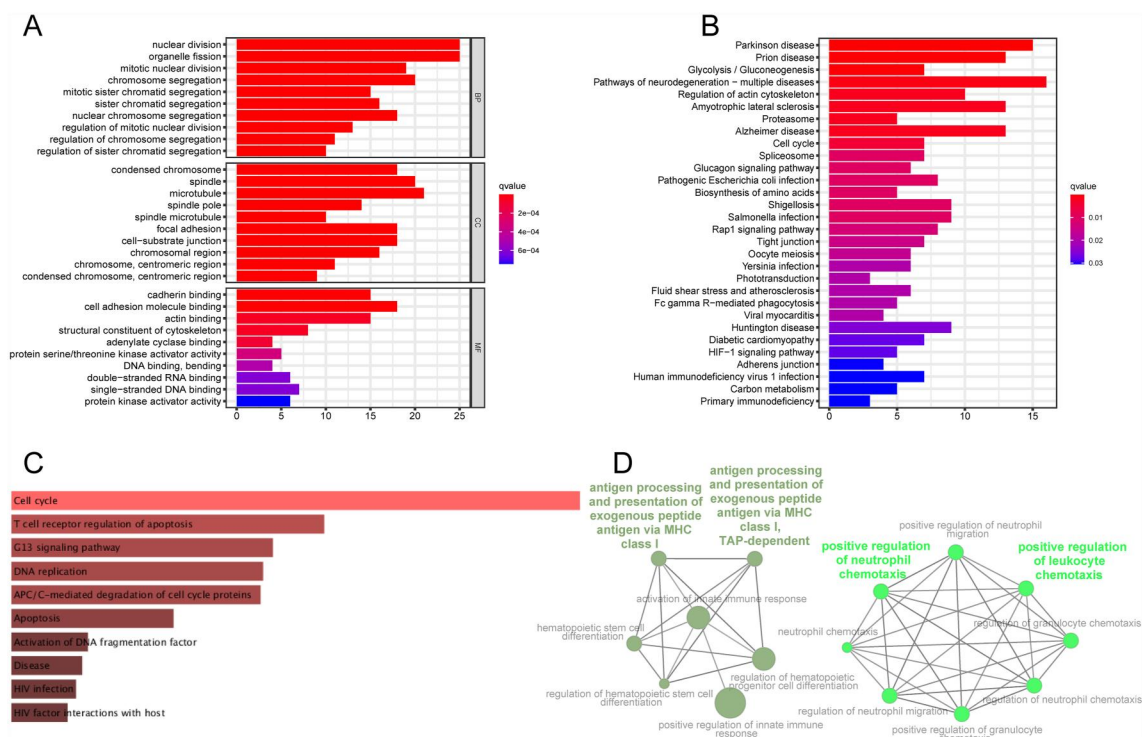 A
nuclear division
organelle fission
mitotic nuclear division
chromosome segregation
mitotic sister chromatid segregation
sister chromatid segregation
nuclear chromosome segregation
regulation of mitotic nuclear division
regulation of chromosome segregation
regulation of sister chromatid segregation
BP
condensed chromosome
spindle
microtubule
spindle pole
spindle microtubule
focal adhesion
cell−substrate junction
chromosomal region
chromosome, centromeric region
condensed chromosome, centromeric region
CC
cadherin binding
cell adhesion molecule binding
actin binding
structural constituent of cytoskeleton
adenylate cyclase binding
protein serine/threonine kinase activator activity
DNA binding, bending
double−stranded RNA binding
single−stranded DNA binding
protein kinase activator activity
MF
0 5 10 15 20 25
qvalue
2e−04
4e−04
6e−04
B
Parkinson disease
Prion disease
Glycolysis / Gluconeogenesis
Pathways of neurodegeneration − multiple diseases
Regulation of actin cytoskeleton
Amyotrophic lateral sclerosis
Proteasome
Alzheimer disease
Cell cycle
Spliceosome
Glucagon signaling pathway
Pathogenic Escherichia coli infection
Biosynthesis of amino acids
Shigellosis
Salmonella infection
Rap1 signaling pathway
Tight junction
Oocyte meiosis
Yersinia infection
Phototransduction
Fluid shear stress and atherosclerosis
Fc gamma R−mediated phagocytosis
Viral myocarditis
Huntington disease
Diabetic cardiomyopathy
HIF−1 signaling pathway
Adherens junction
Human immunodeficiency virus 1 infection
Carbon metabolism
Primary immunodeficiency
0 5 10 15
qvalue
0.01
0.02
0.03
C
Cell cycle
T cell receptor regulation of apoptosis
G13 signaling pathway
DNA replication
APC/C-mediated degradation of cell cycle proteins
Apoptosis
Activation of DNA fragmentation factor
Disease
HIV infection
HIV factor interactions with host
D
antigen processing
and presentation of
exogenous peptide
antigen via MHC
class I
antigen processing
and presentation of
exogenous peptide
antigen via MHC
class I,
TAP-dependent
activation of innate immune response
hematopoietic stem cell
differentiation
regulation of hematopoietic
progenitor cell differentiation
regulation of hematopoietic stem cell
differentiation
positive regulation of innate immune
response
positive regulation of neutrophil
migration
positive regulation of
neutrophil
chemotaxis
positive regulation
of leukocyte
chemotaxis
regulation of granulocyte chemotaxis
neutrophil chemotaxis
regulation of neutrophil chemotaxis
regulation of neutrophil migration
positive regulation of granulocyte